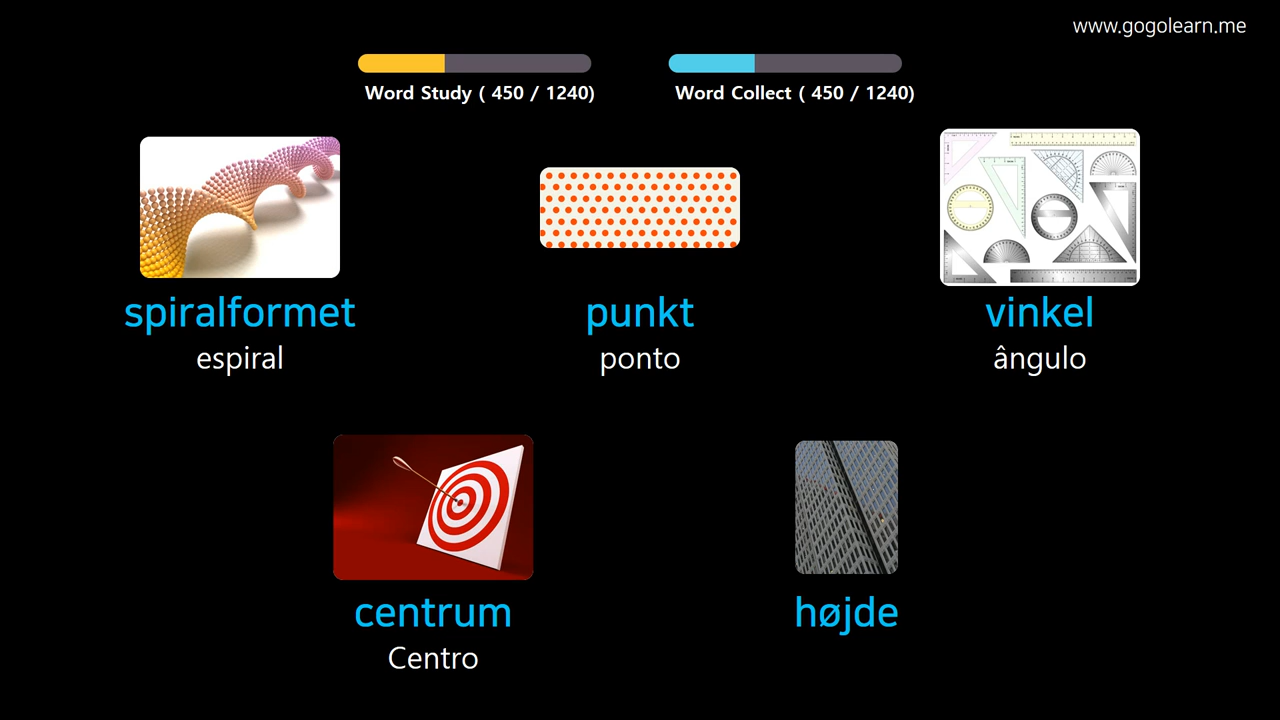 www.gogolearn.me
Word Study ( 450 / 1240)
Word Collect ( 450 / 1240)
spiralformet
espiral
punkt
ponto
vinkel
ângulo
centrum
Centro
højde